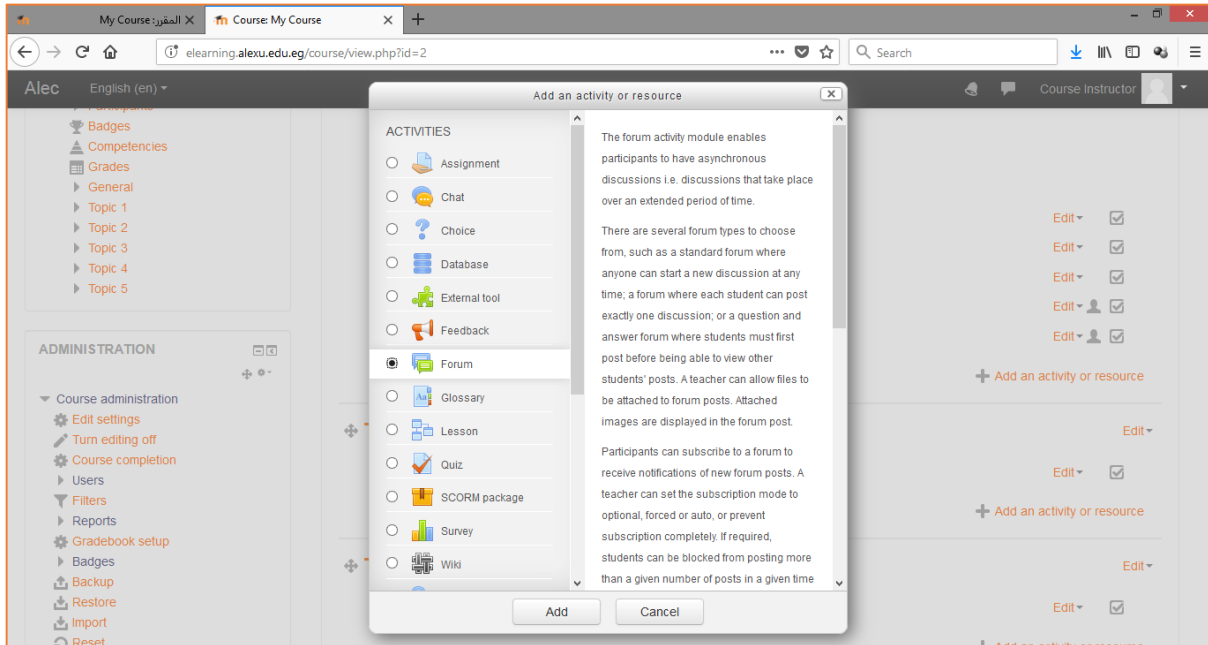 My Course :المقرر
Course: My Course
elearning.alexu.edu.eg/course/view.php?id=2
Search
Alec
English (en)
Course Instructor
Participants
Badges
Competencies
Grades
General
Topic 1
Topic 2
Topic 3
Topic 4
Topic 5
ADMINISTRATION
Course administration
Edit settings
Turn editing off
Course completion
Users
Filters
Reports
Gradebook setup
Badges
Backup
Restore
Import
Reset
Add an activity or resource
ACTIVITIES
Assignment
Chat
Choice
Database
External tool
Feedback
Forum
Glossary
Lesson
Quiz
SCORM package
Survey
Wiki
The forum activity module enables
participants to have asynchronous
discussions i.e. discussions that take place
over an extended period of time.
There are several forum types to choose
from, such as a standard forum where
anyone can start a new discussion at any
time; a forum where each student can post
exactly one discussion; or a question and
answer forum where students must first
post before being able to view other
students' posts. A teacher can allow files to
be attached to forum posts. Attached
images are displayed in the forum post.
Participants can subscribe to a forum to
receive notifications of new forum posts. A
teacher can set the subscription mode to
optional, forced or auto, or prevent
subscription completely. If required,
students can be blocked from posting more
than a given number of posts in a given time
Add
Cancel
Edit
Edit
Edit
Edit
Edit
Add an activity or resource
Edit
Edit
Add an activity or resource
Edit
Edit
Add an activity or resource